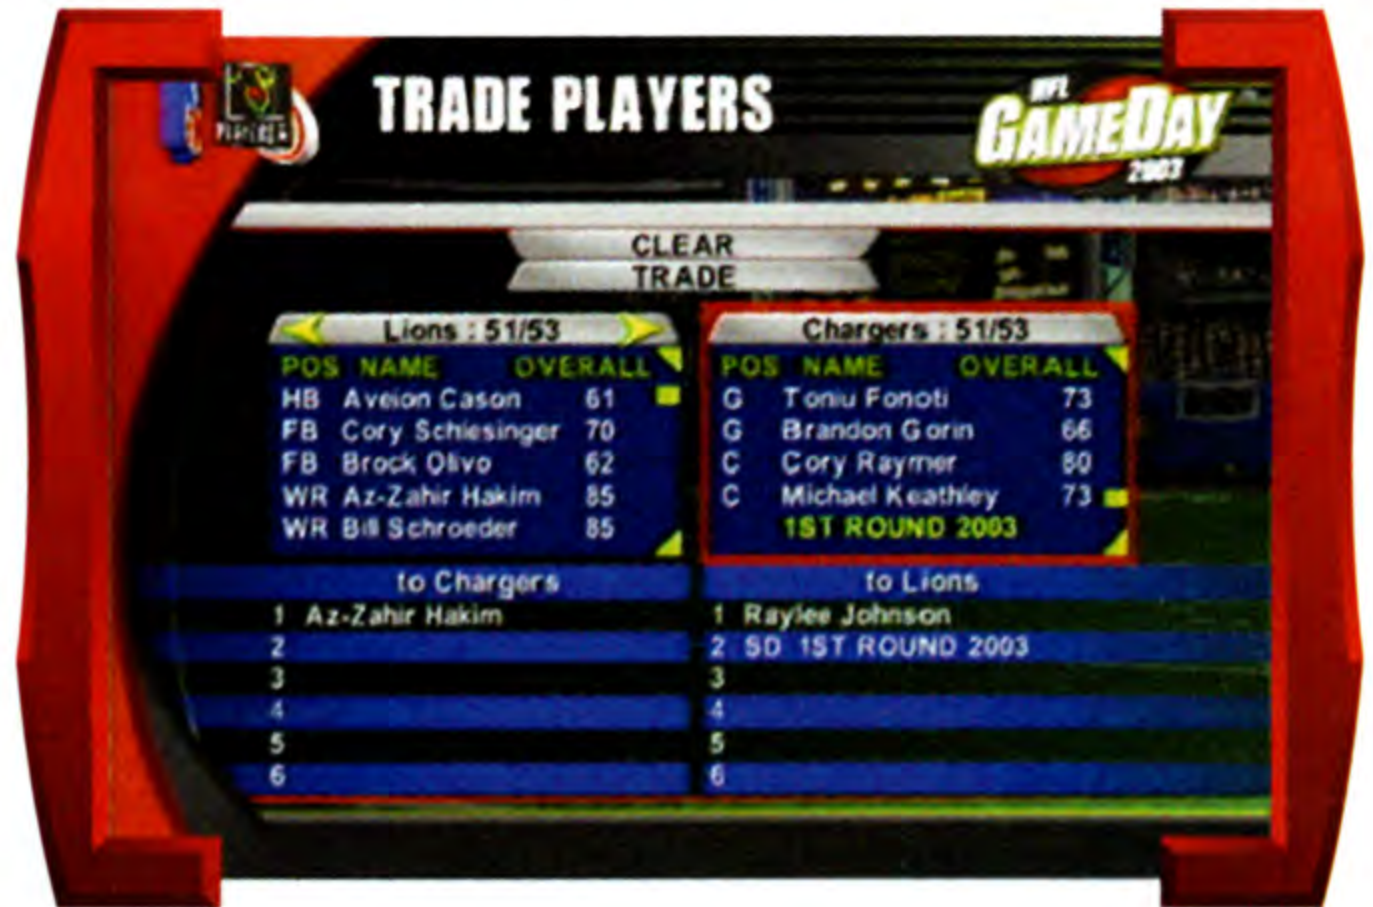 TRADE PLAYERS
NFL
GAMEDAY
2003
CLEAR
TRADE
Lions : 51/53
POS NAME OVERALL
HB Aveion Cason 61
FB Cory Schlesinger 70
FB Brock Olivo 62
WR Az-Zahir Hakim 85
WR Bill Schroeder 85
Chargers : 51/53
POS NAME OVERALL
G Toniu Fonoti 73
G Brandon Gorin 66
C Cory Raymer 80
C Michael Keathley 73
1ST ROUND 2003
to Chargers
1 Az-Zahir Hakim
2
3
4
5
6
to Lions
1 Raylee Johnson
2 SD 1ST ROUND 2003
3
4
5
6